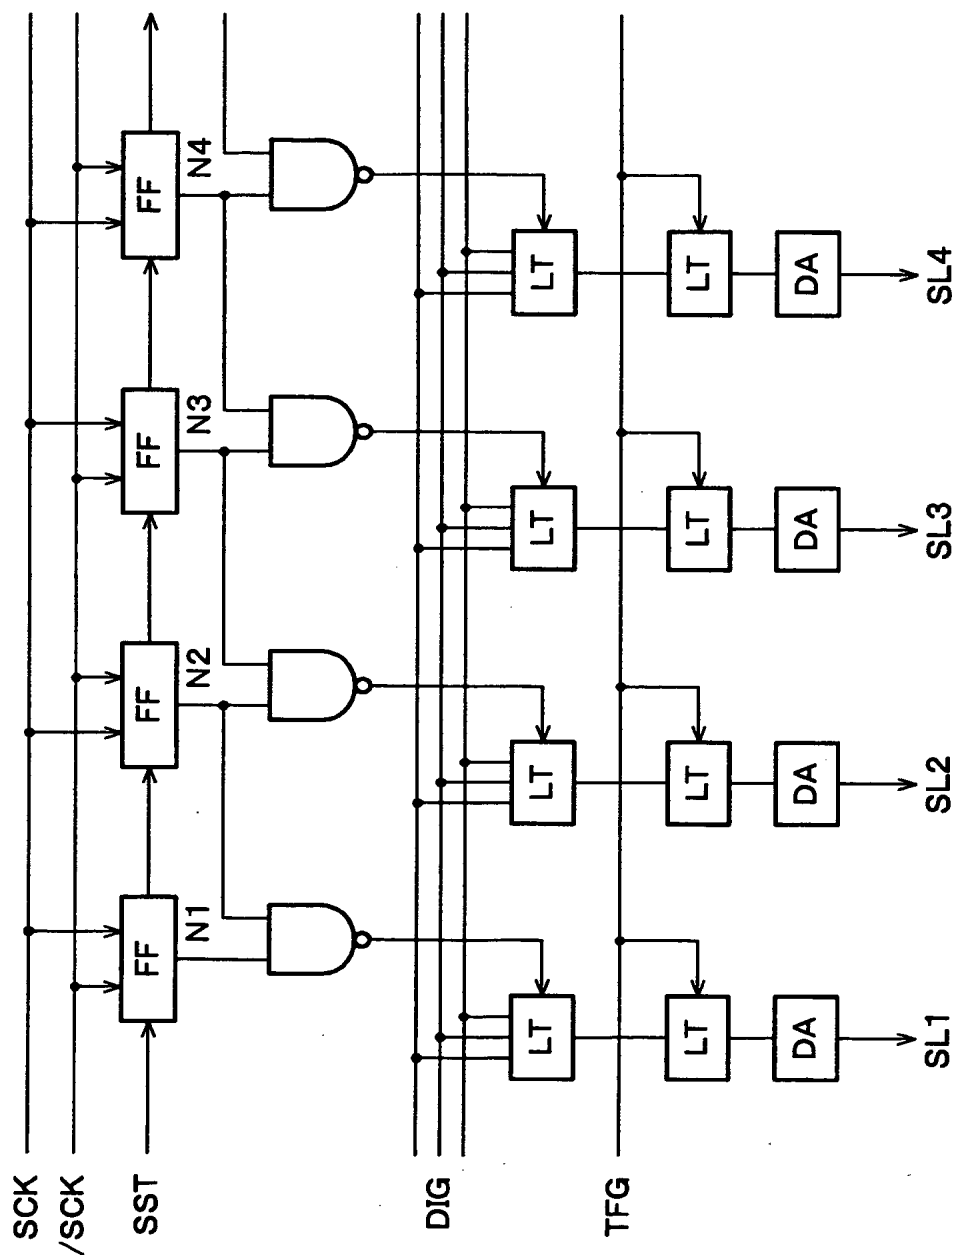 SCK
/SCK
SST
FF
FF
FF
FF
N1
N2
N3
N4
DIG
LT
LT
LT
LT
TFG
LT
LT
LT
LT
DA
DA
DA
DA
SL1
SL2
SL3
SL4